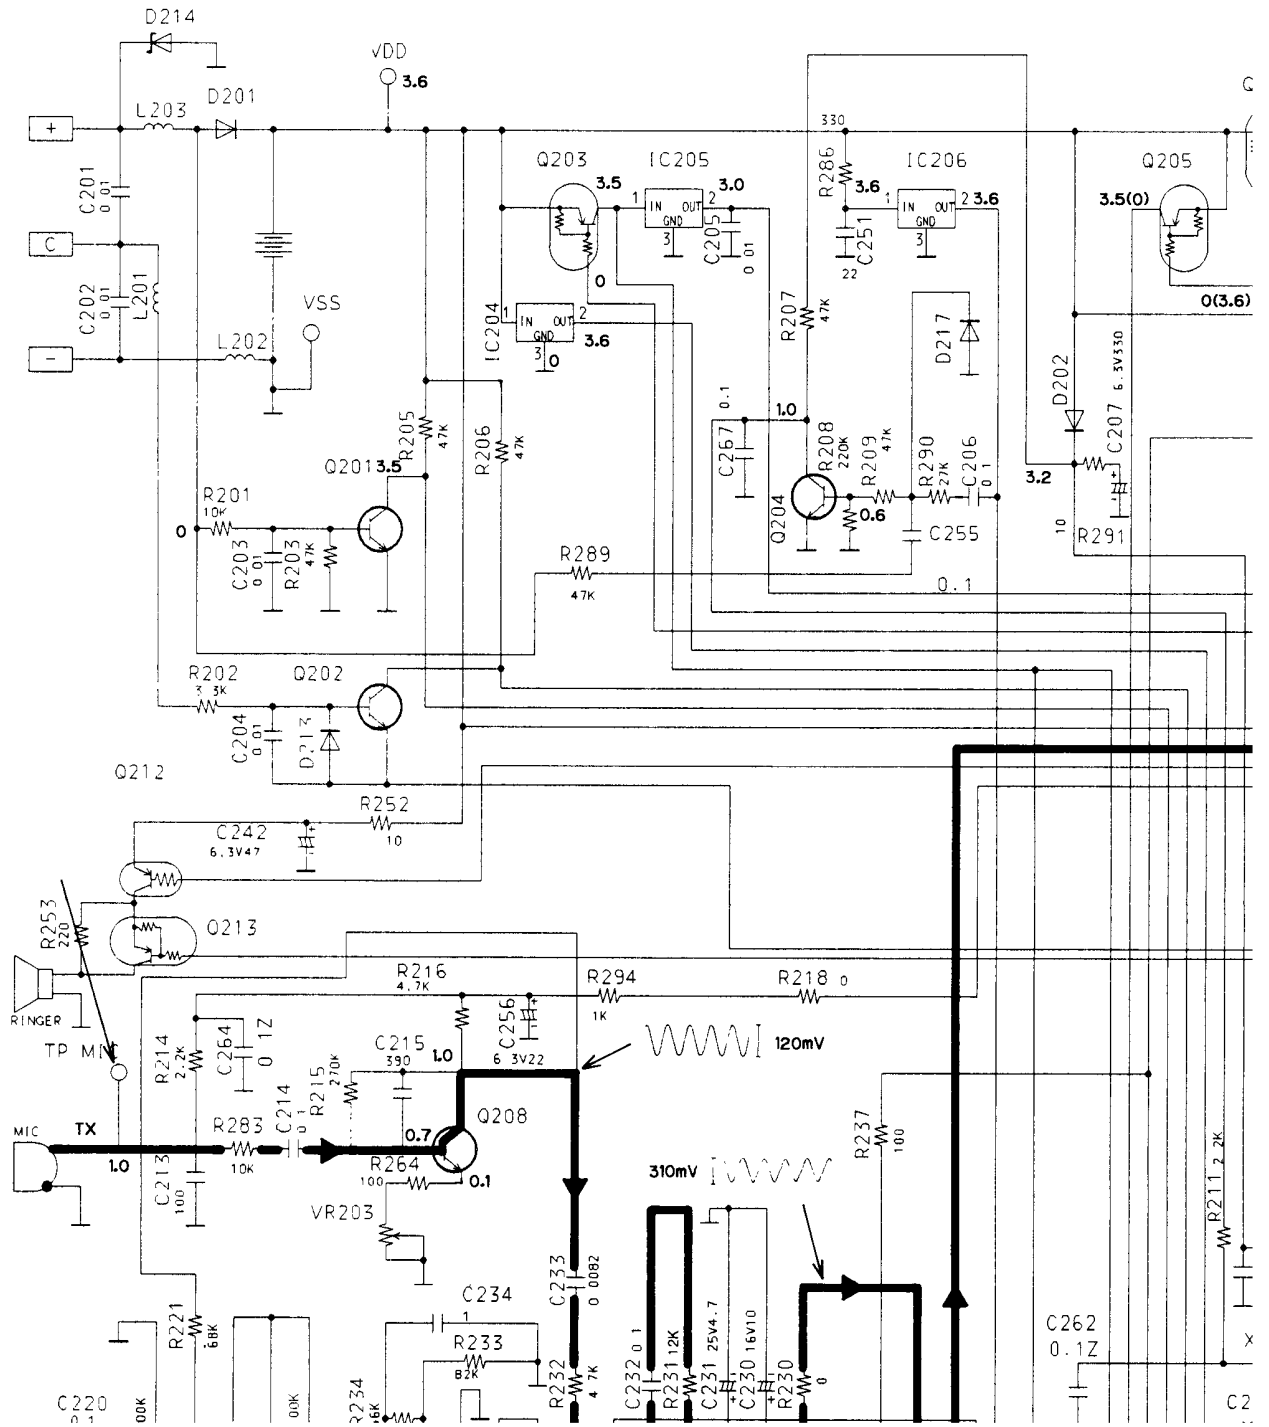 D214
VDD
3.6
L203
D201
+
330
Q203
IC205
R286
IC206
Q205
3.5
3.0
3.6
3.6
3.5(0)
1
IN
OUT
2
GND
3
1
IN
OUT
2
GND
3
C201
0 01
C205
0 01
C251
22
C
0
0(3.6)
C202
0.01
L201
VSS
IC204
1
IN
OUT
2
GND
3
0
3.6
R207
47K
D217
L202
-
D202
C207
6.3V330
R205
47K
R206
47K
0.1
1.0
C267
R208
220K
R209
47K
R290
27K
C206
0 1
Q201
3.5
3.2
R201
10K
0
Q204
0.6
C255
10
R291
C203
0 01
R203
47K
R289
47K
0.1
R202
3 3K
Q202
C204
0 01
D213
Q212
R252
10
C242
6.3V47
R253
220
Q213
RINGER
R216
4.7K
R294
1K
R218 0
TP MIC
R214
2.2K
C264
0 1Z
C256
6 3V22
C215
390
1.0
120mV
R215
270K
C214
0 1
Q208
R237
100
MIC
TX
R283
10K
0.7
1.0
C213
100
R264
100
0.1
310mV
R211 2 2K
VR203
C233
0 0082
C234
1
R221
68K
R233
82K
C262
0.1Z
X
R232
4 7K
C232
0 1
R231
12K
C231
25V4.7
C230
16V10
R230
0
R234
C220
0.1
00K
00K
6K
C2